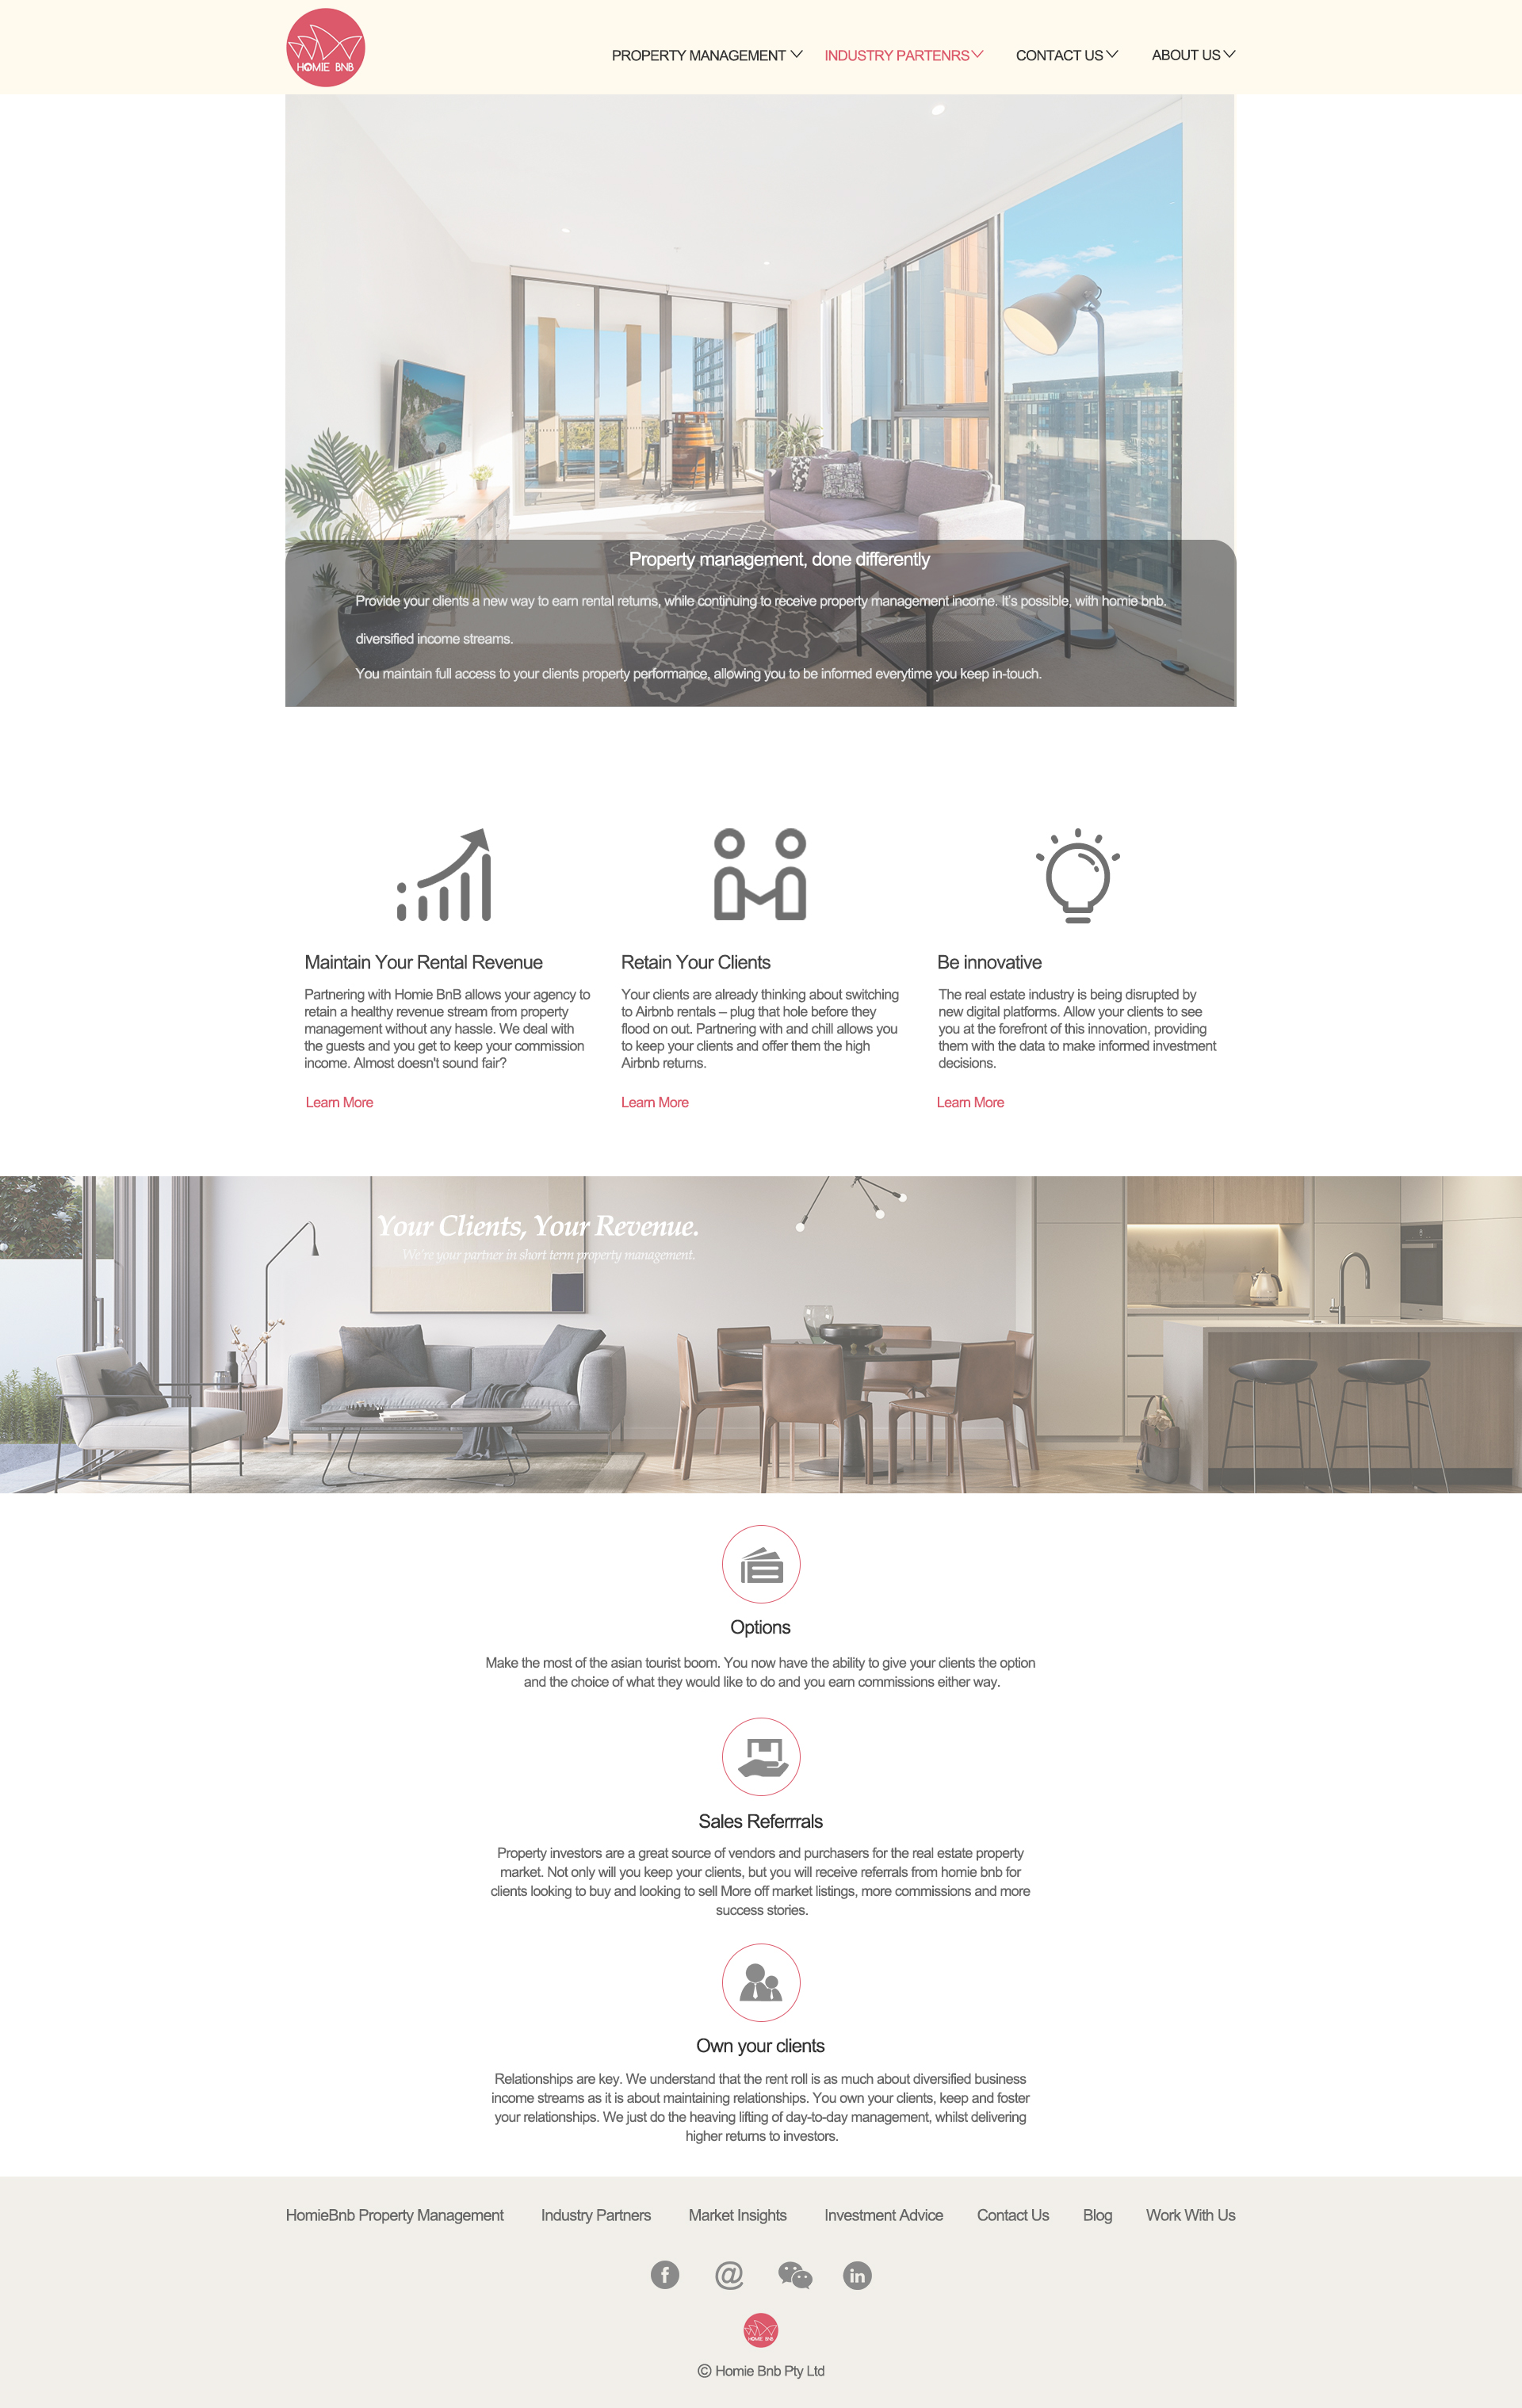 HOMIE BNB
PROPERTY MANAGEMENT
INDUSTRY PARTENRS
CONTACT US
ABOUT US
Property management, done differently
Provide your clients a new way to earn rental returns, while continuing to receive property management income. It's possible, with homie bnb.
diversified income streams.
You maintain full access to your clients property performance, allowing you to be informed everytime you keep in-touch.
Maintain Your Rental Revenue
Partnering with Homie BnB allows your agency to
retain a healthy revenue stream from property
management without any hassle. We deal with
the guests and you get to keep your commission
income. Almost doesn't sound fair?
Learn More
Retain Your Clients
Your clients are already thinking about switching
to Airbnb rentals – plug that hole before they
flood on out. Partnering with and chill allows you
to keep your clients and offer them the high
Airbnb returns.
Learn More
Be innovative
The real estate industry is being disrupted by
new digital platforms. Allow your clients to see
you at the forefront of this innovation, providing
them with the data to make informed investment
decisions.
Learn More
Your Clients, Your Revenue.
We're your partner in short term property management.
Options
Make the most of the asian tourist boom. You now have the ability to give your clients the option
and the choice of what they would like to do and you earn commissions either way.
Sales Referrrals
Property investors are a great source of vendors and purchasers for the real estate property
market. Not only will you keep your clients, but you will receive referrals from homie bnb for
clients looking to buy and looking to sell More off market listings, more commissions and more
success stories.
Own your clients
Relationships are key. We understand that the rent roll is as much about diversified business
income streams as it is about maintaining relationships. You own your clients, keep and foster
your relationships. We just do the heaving lifting of day-to-day management, whilst delivering
higher returns to investors.
HomieBnb Property Management
Industry Partners
Market Insights
Investment Advice
Contact Us
Blog
Work With Us
f
@
in
HOMIE BNB
© Homie Bnb Pty Ltd